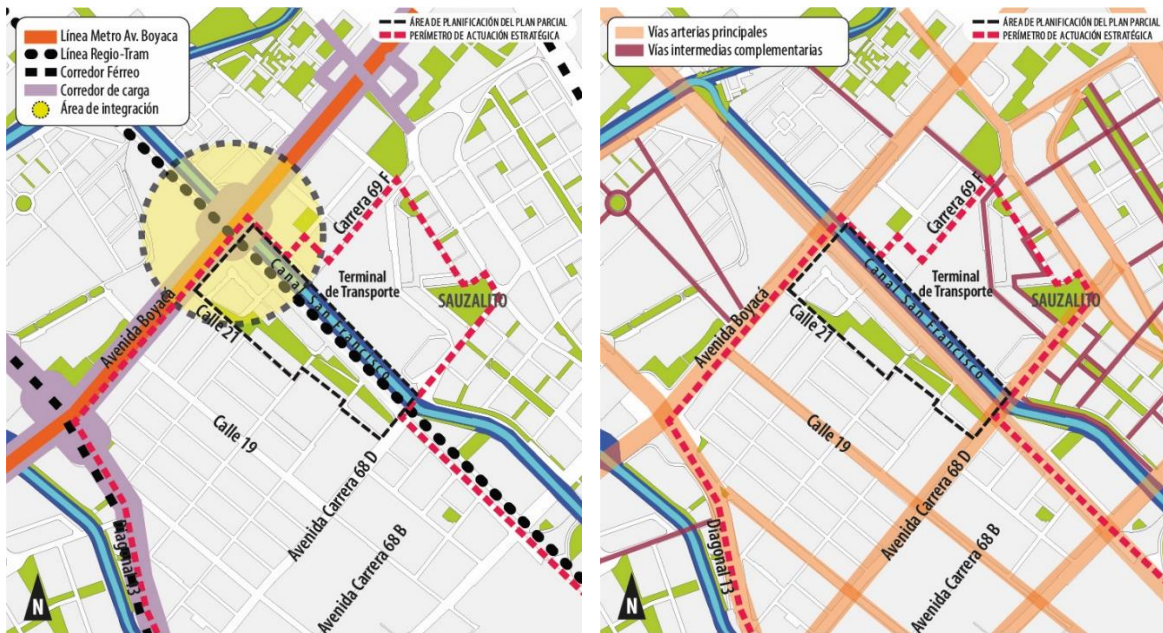 Línea Metro Av. Boyaca
Línea Regio-Tram
Corredor Férreo
Corredor de carga
Área de integración
ÁREA DE PLANIFICACIÓN DEL PLAN PARCIAL
PERÍMETRO DE ACTUACIÓN ESTRATÉGICA
Carrera 69 F
Terminal
de Transporte
SAUZALITO
Canal San Francisco
Avenida Boyacá
Calle 21
Calle 19
Avenida Carrera 68 D
Avenida Carrera 68 B
Diagonal 13
N
Vías arterias principales
Vías intermedias complementarias
ÁREA DE PLANIFICACIÓN DEL PLAN PARCIAL
PERÍMETRO DE ACTUACIÓN ESTRATÉGICA
Carrera 69 F
Terminal
de Transporte
SAUZALITO
Canal San Francisco
Avenida Boyacá
Calle 21
Calle 19
Avenida Carrera 68 D
Avenida Carrera 68 B
Diagonal 13
N